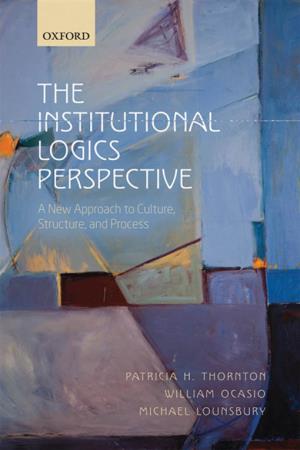 OXFORD
THE
INSTITUTIONAL
LOGICS
PERSPECTIVE
A New Approach to Culture,
Structure, and Process
PATRICIA H. THORNTON
WILLIAM OCASIO
MICHAEL LOUNSBURY